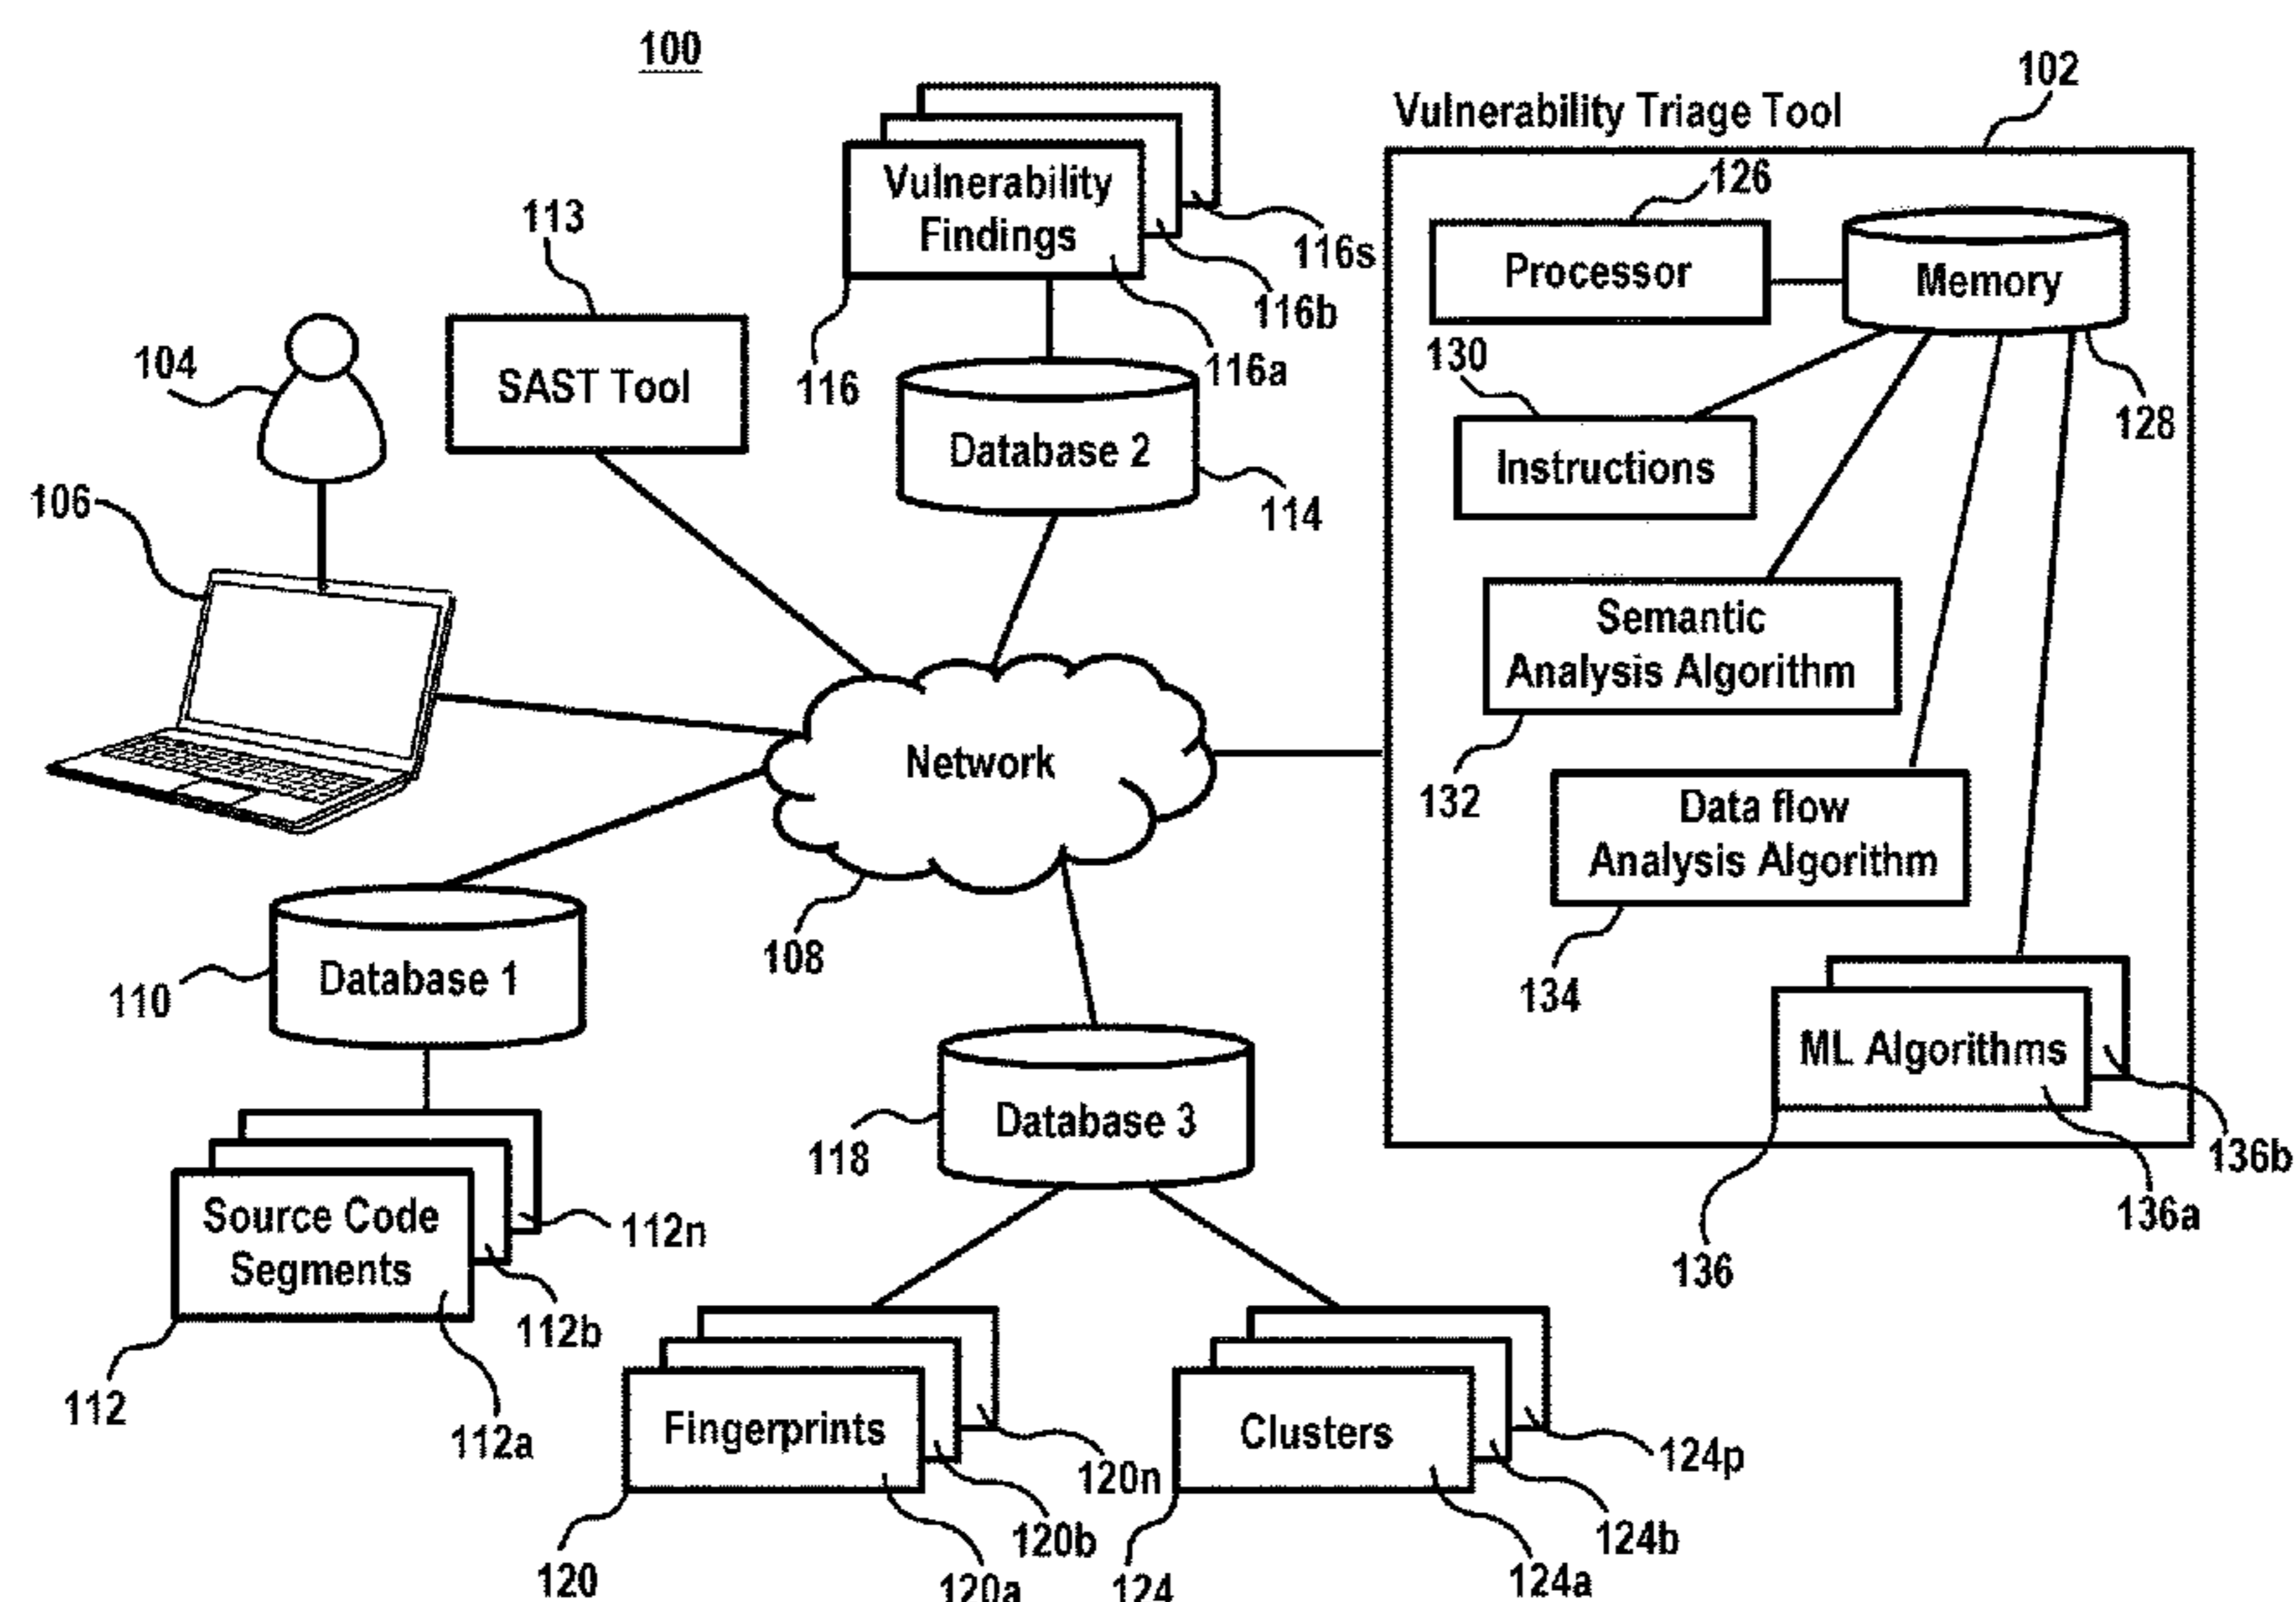 100
102
Vulnerability Triage Tool
Vulnerability
Findings
116s
116b
116a
116
113
SAST Tool
104
106
Database 2
114
126
Processor
Memory
128
130
Instructions
Semantic
Analysis Algorithm
132
Data flow
Analysis Algorithm
134
ML Algorithms
136b
136a
136
Network
108
Database 1
110
Source Code
Segments
112n
112b
112a
112
Database 3
118
Fingerprints
120n
120b
120a
120
Clusters
124p
124b
124a
124